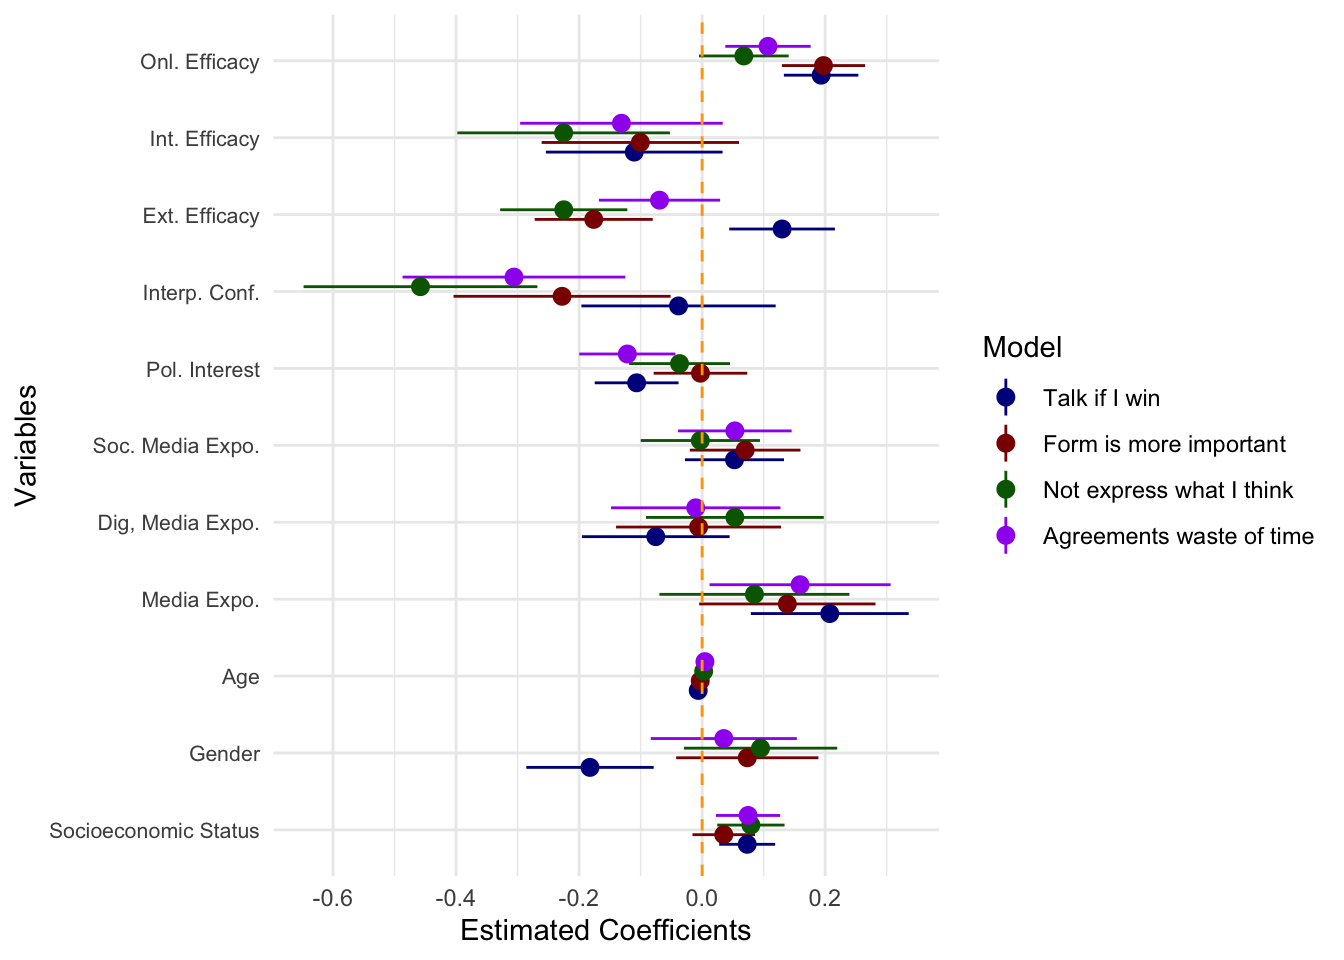 Onl. Efficacy
Int. Efficacy
Ext. Efficacy
Interp. Conf.
Pol. Interest
Soc. Media Expo.
Dig, Media Expo.
Media Expo.
Age
Gender
Socioeconomic Status
Variables
-0.6
-0.4
-0.2
0.0
0.2
Estimated Coefficients
Model
Talk if I win
Form is more important
Not express what I think
Agreements waste of time